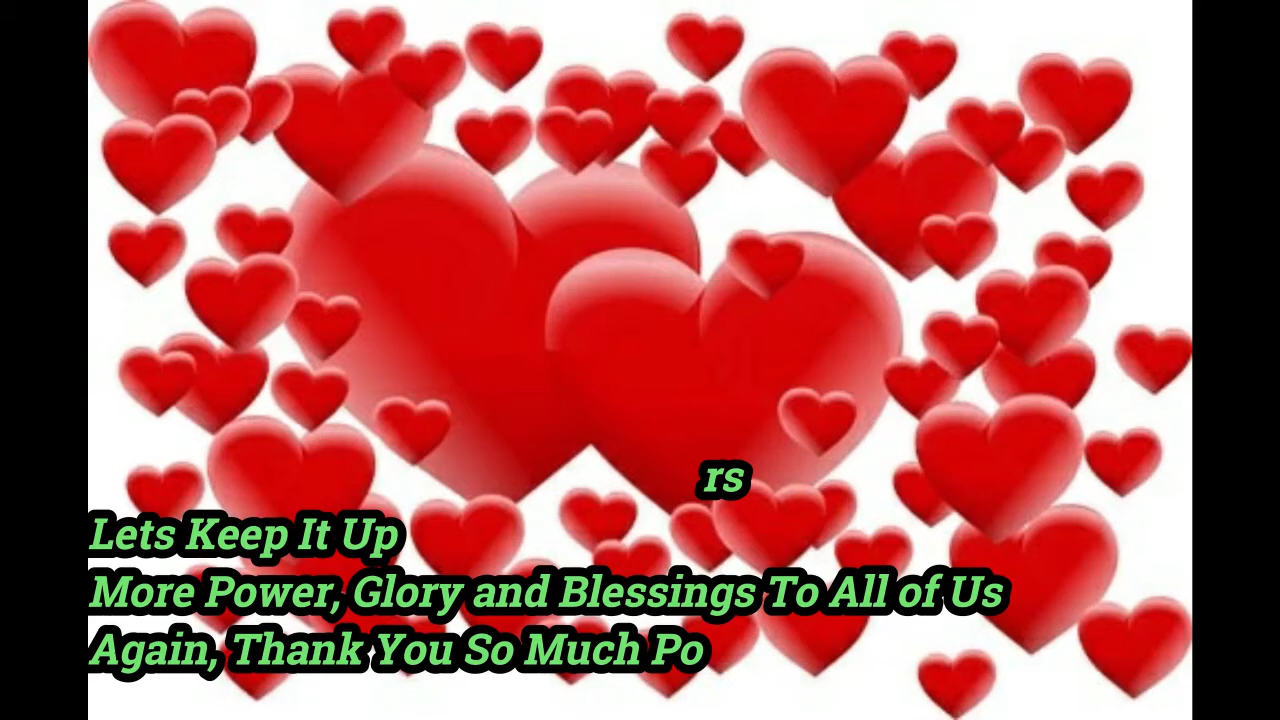 rs
Lets Keep It Up
More Power, Glory and Blessings To All of Us
Again, Thank You So Much Po